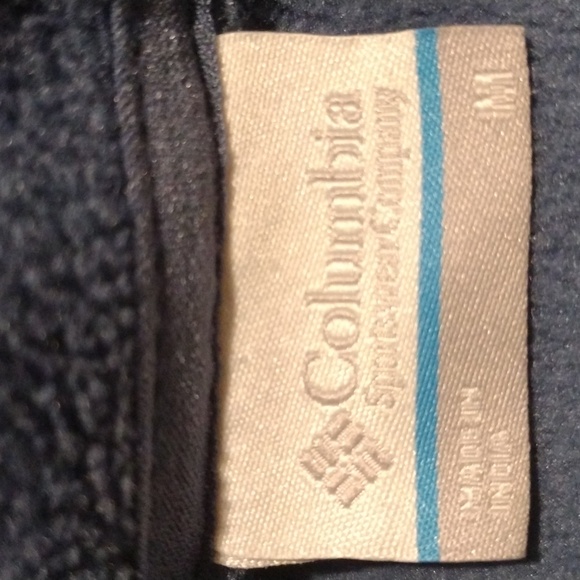 Columbia
Sportswear Company
MADE IN
INDIA
M